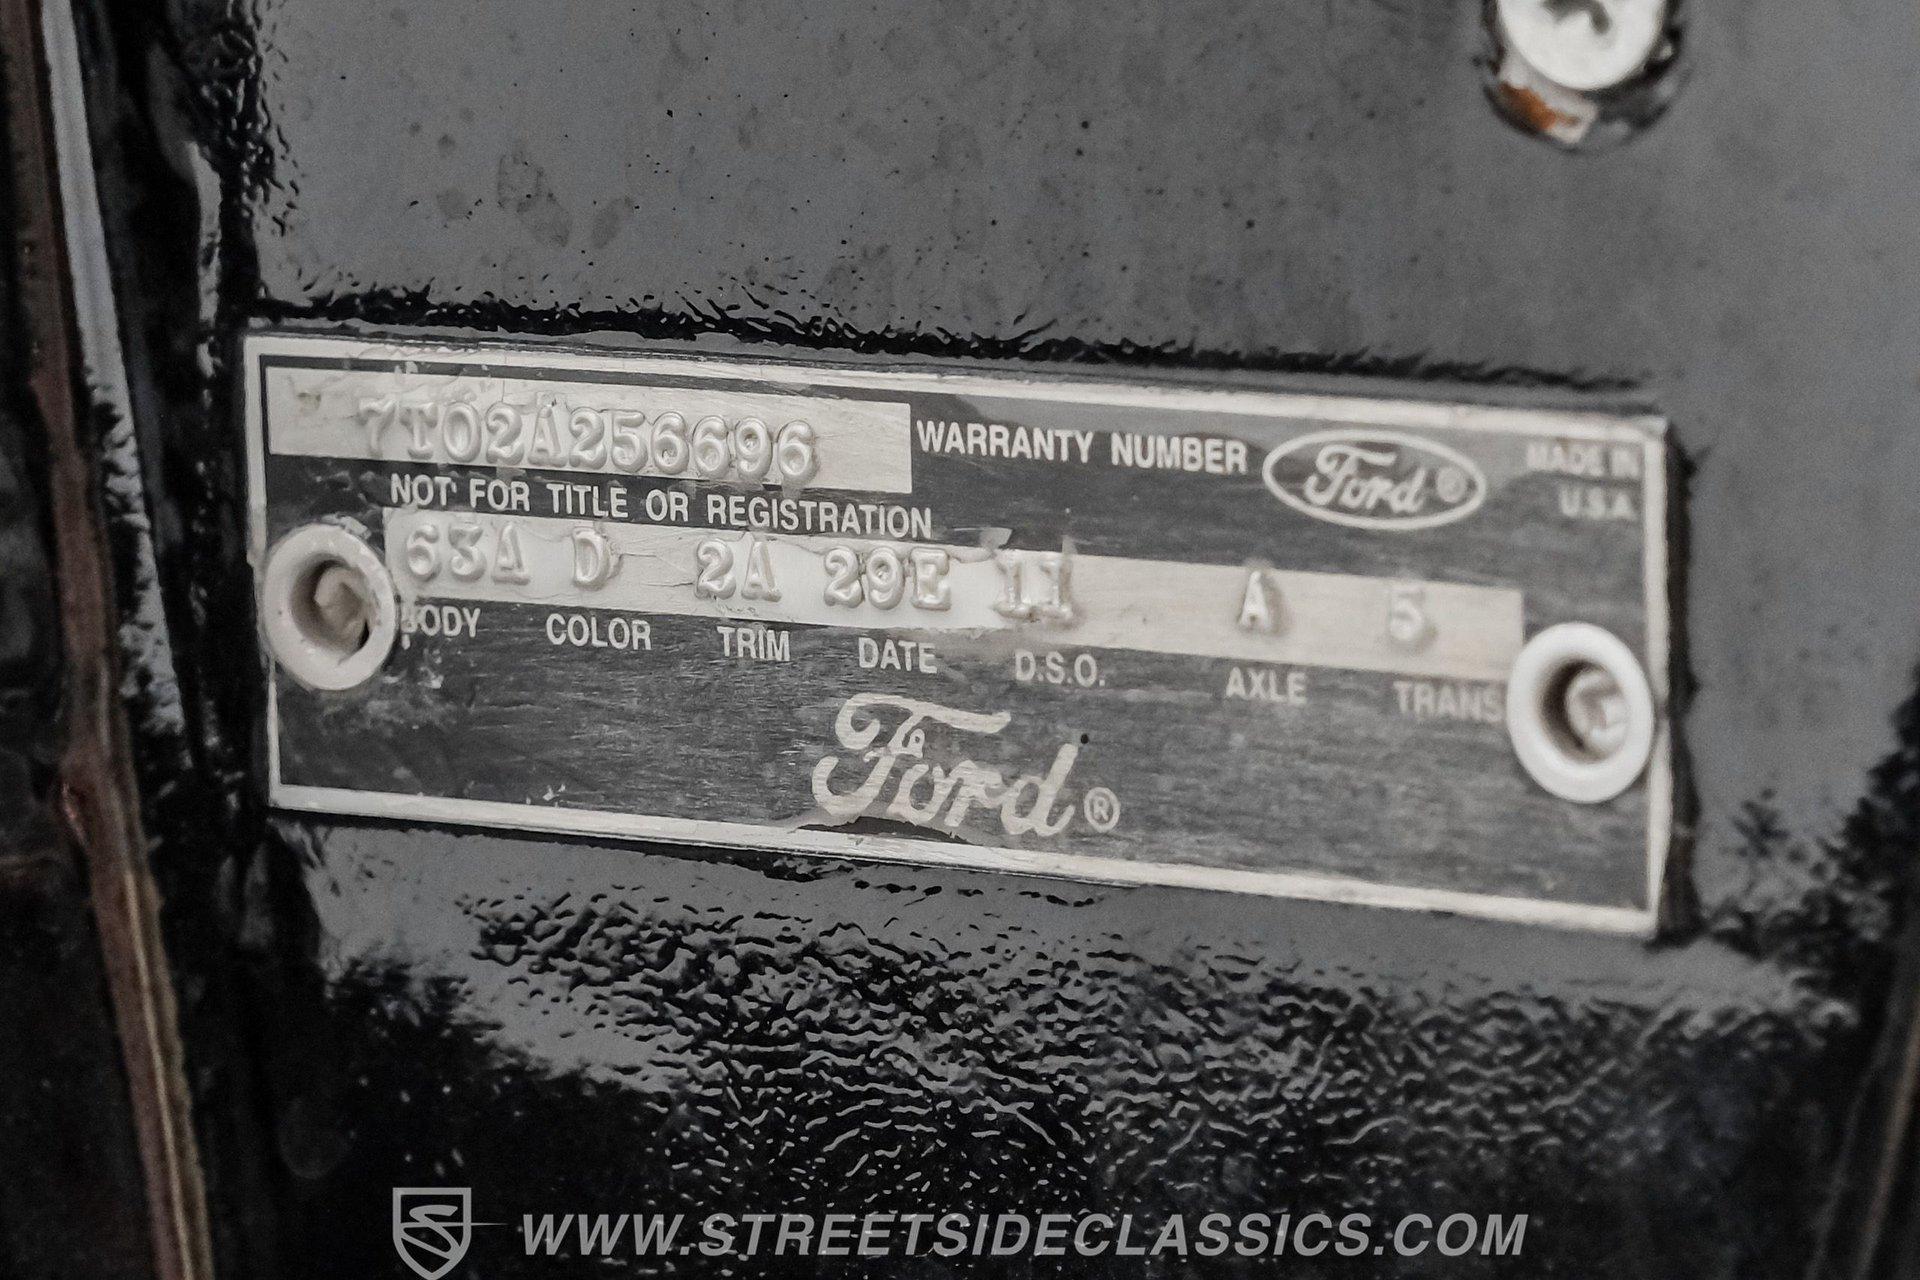 7T02A256696 WARRANTY NUMBER Ford® MADE IN
U.S.A.
NOT FOR TITLE OR REGISTRATION
63A D 2A 29E 11 A 5
BODY COLOR TRIM DATE D.S.O. AXLE TRANS
Ford®
WWW.STREETSIDECLASSICS.COM